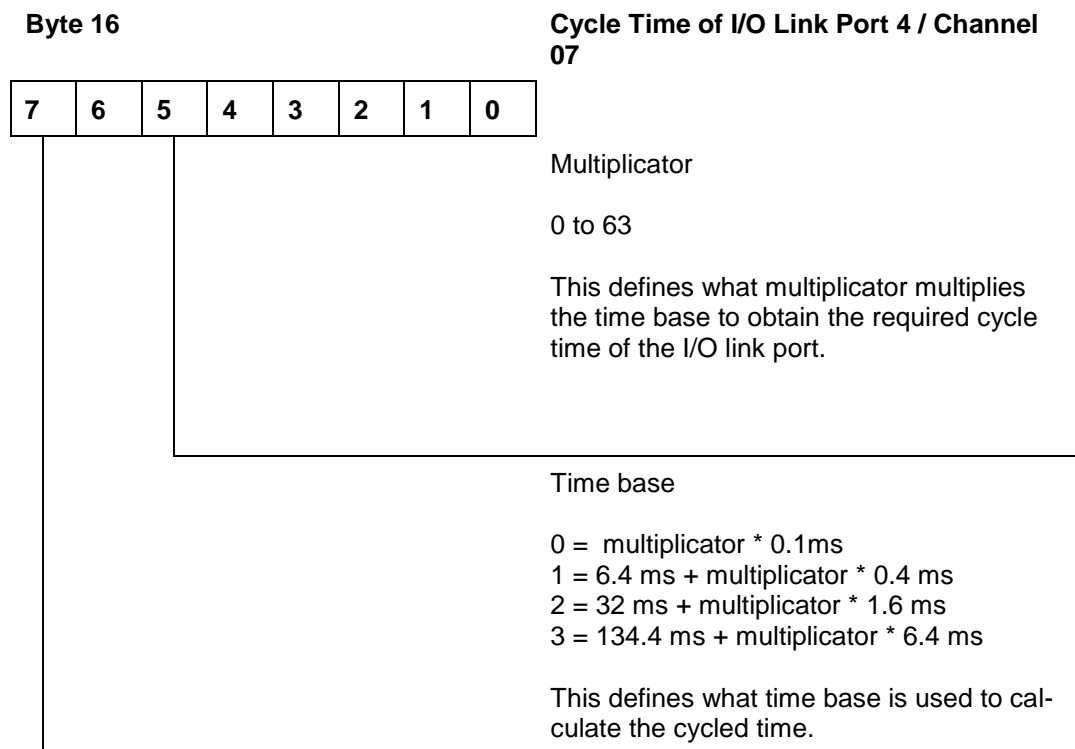 Byte 16
Cycle Time of I/O Link Port 4 / Channel
07
7 6 5 4 3 2 1 0
Multiplicator
0 to 63
This defines what multiplicator multiplies
the time base to obtain the required cycle
time of the I/O link port.
Time base
0 = multiplicator * 0.1ms
1 = 6.4 ms + multiplicator * 0.4 ms
2 = 32 ms + multiplicator * 1.6 ms
3 = 134.4 ms + multiplicator * 6.4 ms
This defines what time base is used to cal-
culate the cycled time.